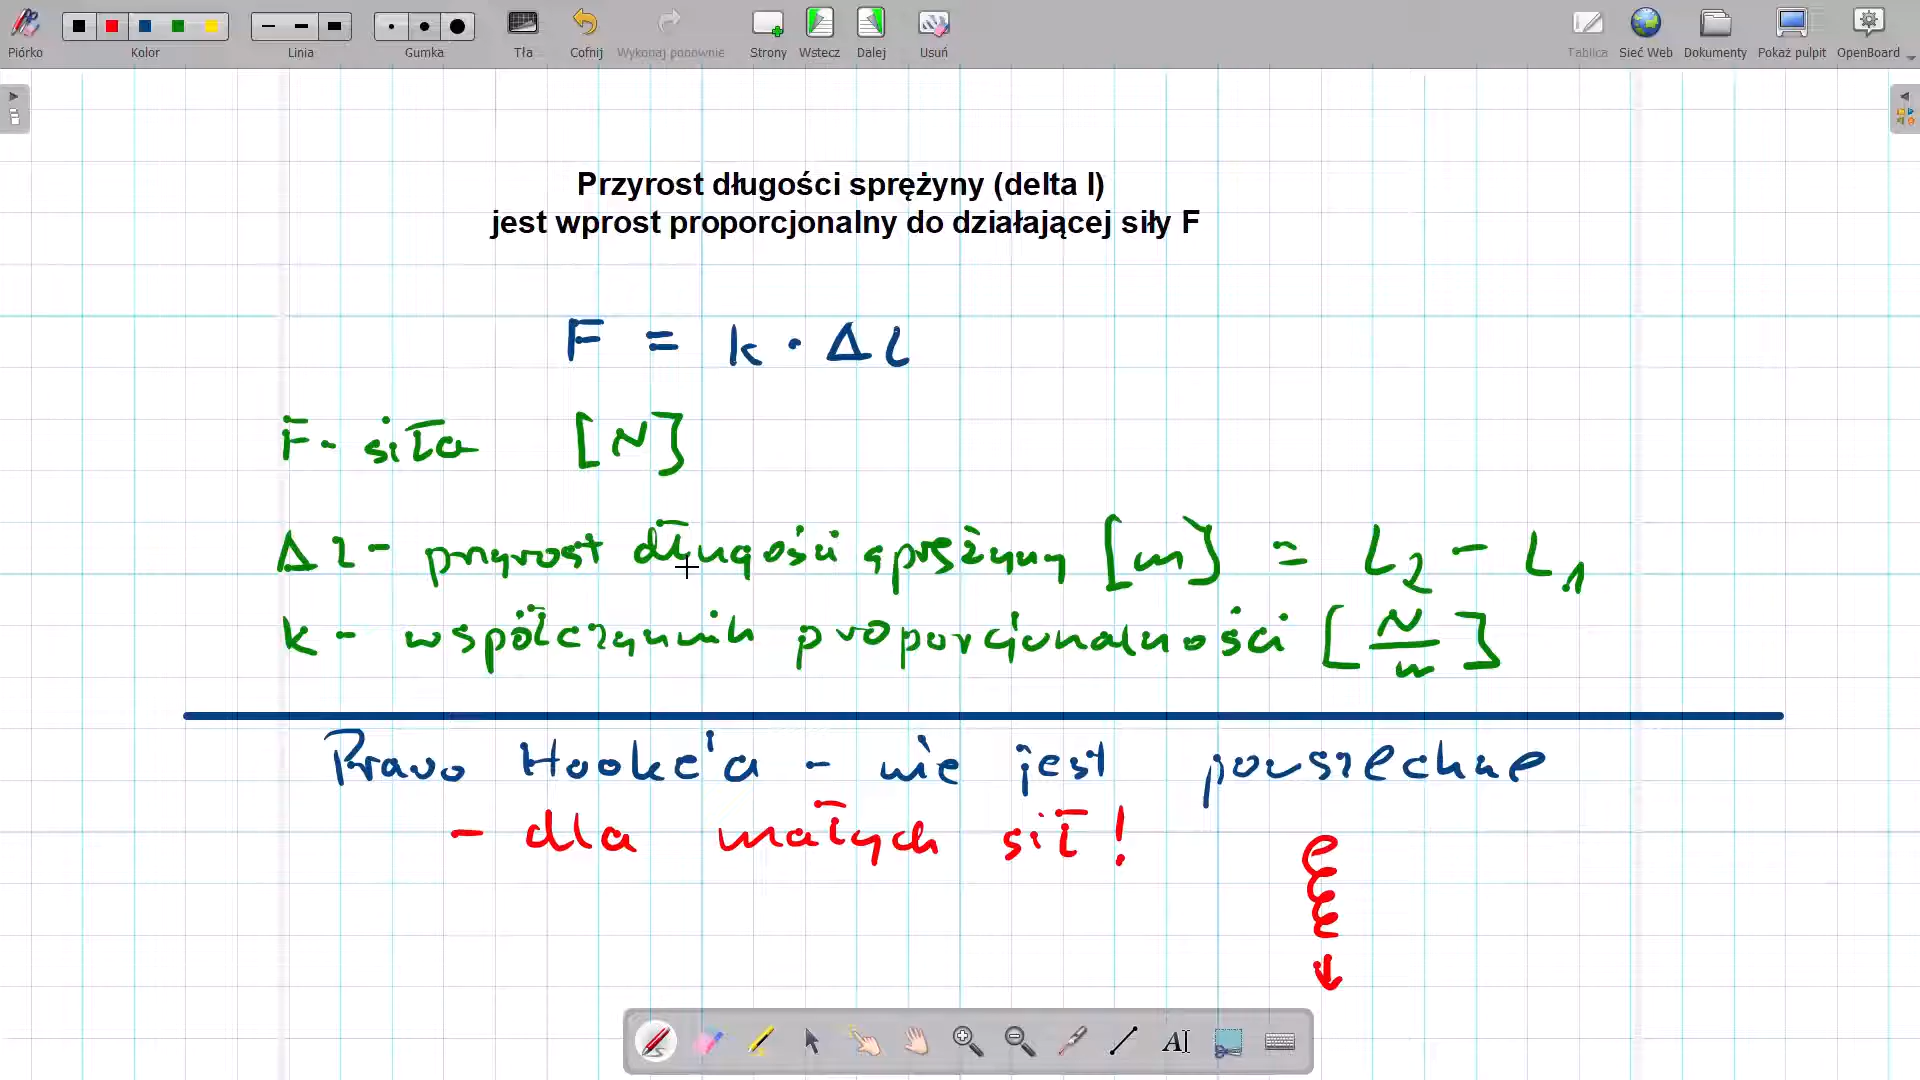 Piórko Kolor Linia Gumka Tła Cofnij Wykonaj ponownie Strony Wstecz Dalej Usuń Tablica Sieć Web Dokumenty Pokaż pulpit OpenBoard
Przyrost długości sprężyny (delta l)
jest wprost proporcjonalny do działającej siły F
F = k · Δl
F - siła [N]
Δl - przyrost długości sprężyny [m] = L₂ - L₁
k - współczynnik proporcjonalności [N/m]
Prawo Hooke'a - nie jest powszechne
- dla małych sił!
AI